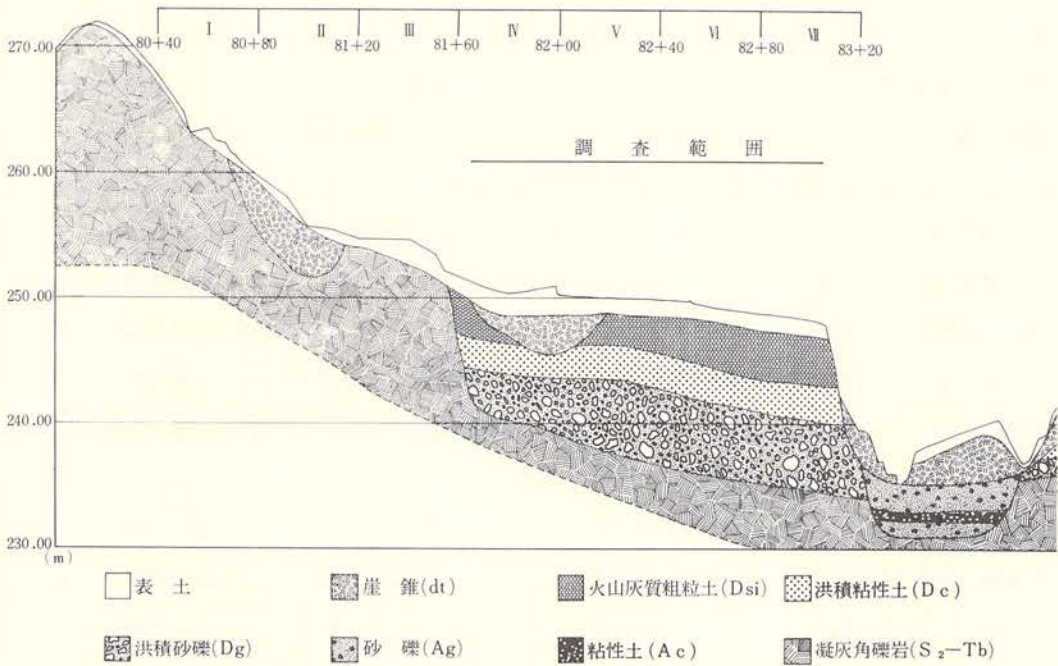 270.00
260.00
250.00
240.00
230.00
(m)
Ⅰ Ⅱ Ⅲ Ⅳ Ⅴ Ⅵ Ⅶ
80+40 80+80 81+20 81+60 82+00 82+40 82+80 83+20
調査範囲
表土 崖錐(dt) 火山灰質粗粒土(Dsi) 洪積粘性土(Dc)
洪積砂礫(Dg) 砂礫(Ag) 粘性土(Ac) 凝灰角礫岩(S₂-Tb)